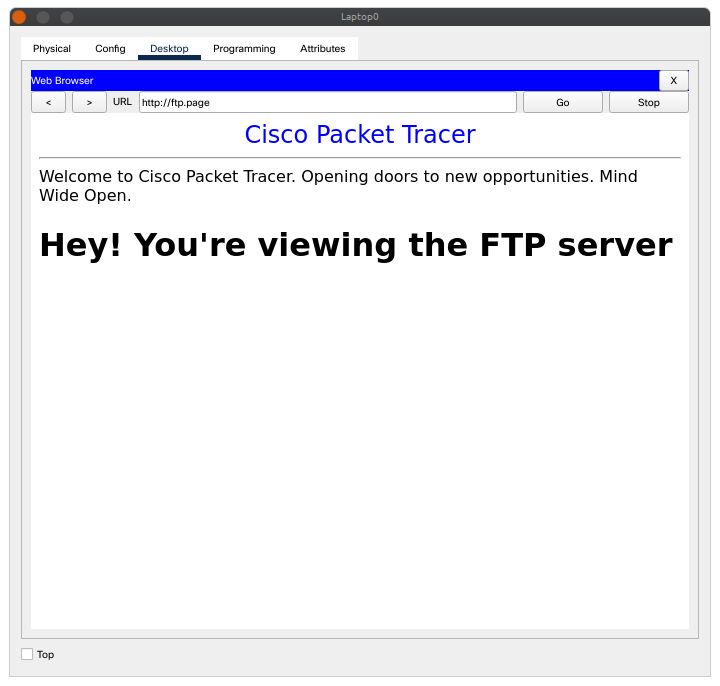 Laptop0
Physical Config Desktop Programming Attributes
Web Browser X
< > URL http://ftp.page Go Stop
Cisco Packet Tracer
Welcome to Cisco Packet Tracer. Opening doors to new opportunities. Mind
Wide Open.
Hey! You're viewing the FTP server
Top